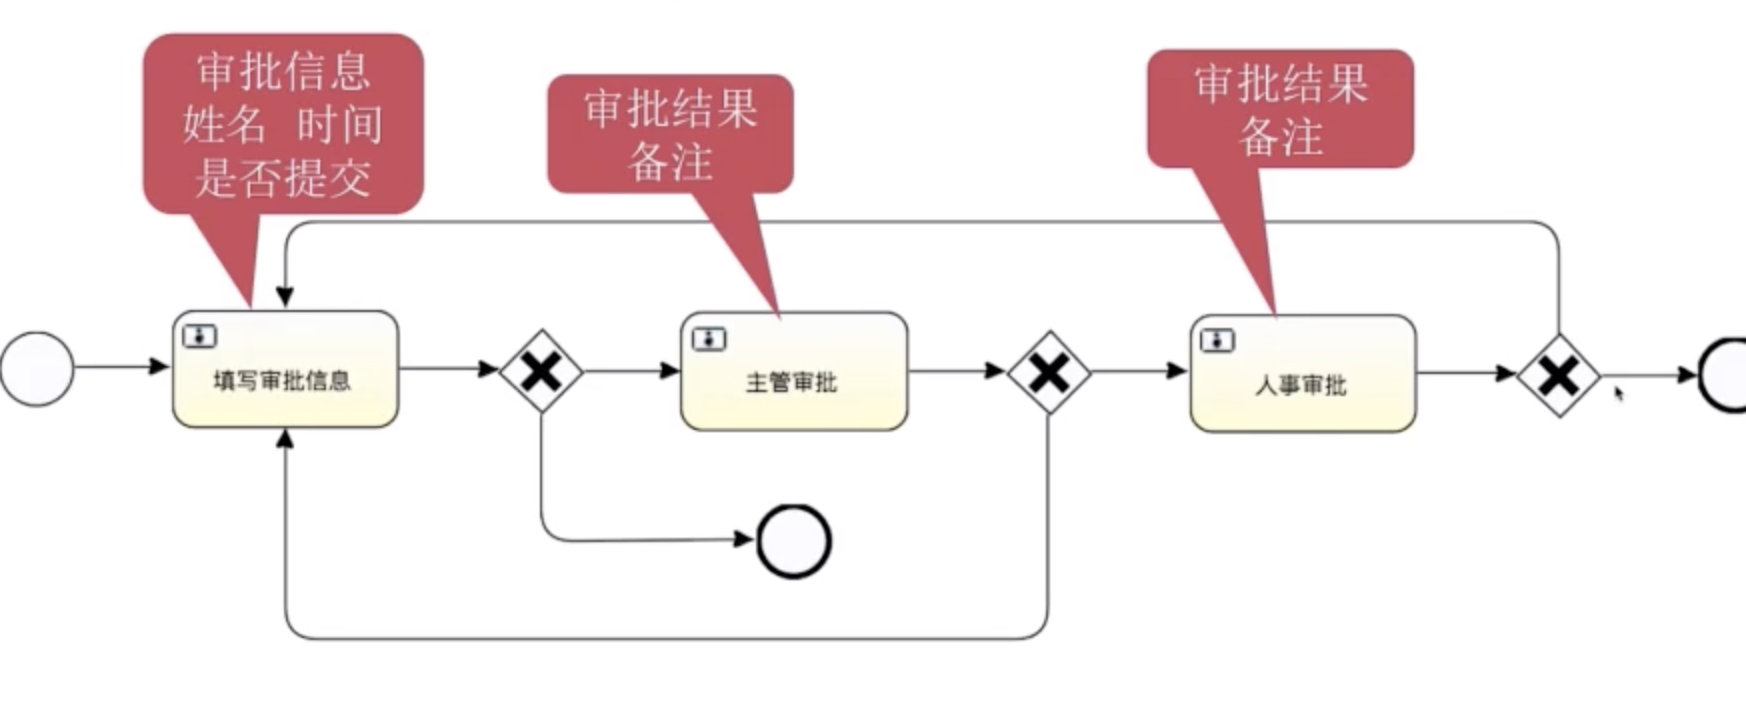 审批信息
姓名 时间
是否提交
审批结果
备注
审批结果
备注
填写审批信息
主管审批
人事审批